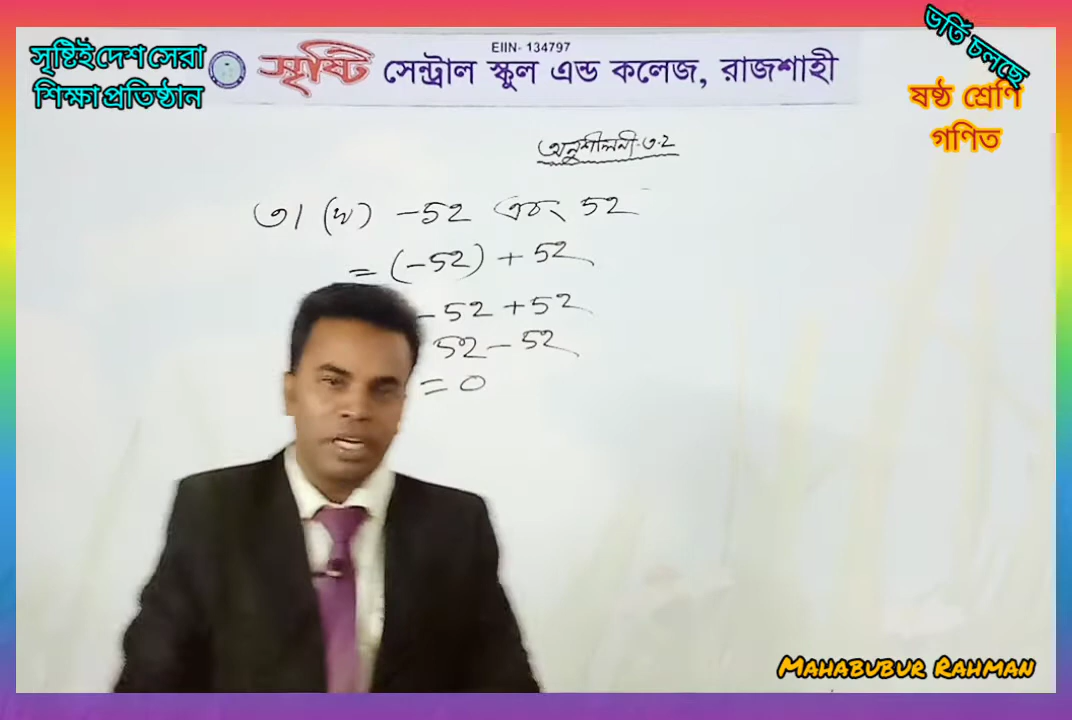 সৃষ্টিই দেশ সেরা
শিক্ষা প্রতিষ্ঠান
EIIN- 134797
সৃষ্টি সেন্ট্রাল স্কুল এন্ড কলেজ, রাজশাহী
ভর্তি চলছে
ষষ্ঠ শ্রেণি
গণিত
অনুশীলনী-৩.২
৩। (ঘ) -52 এবং 52
= (-52) + 52
-52 +52
52 - 52
= 0
MAHABUBUR RAHMAN